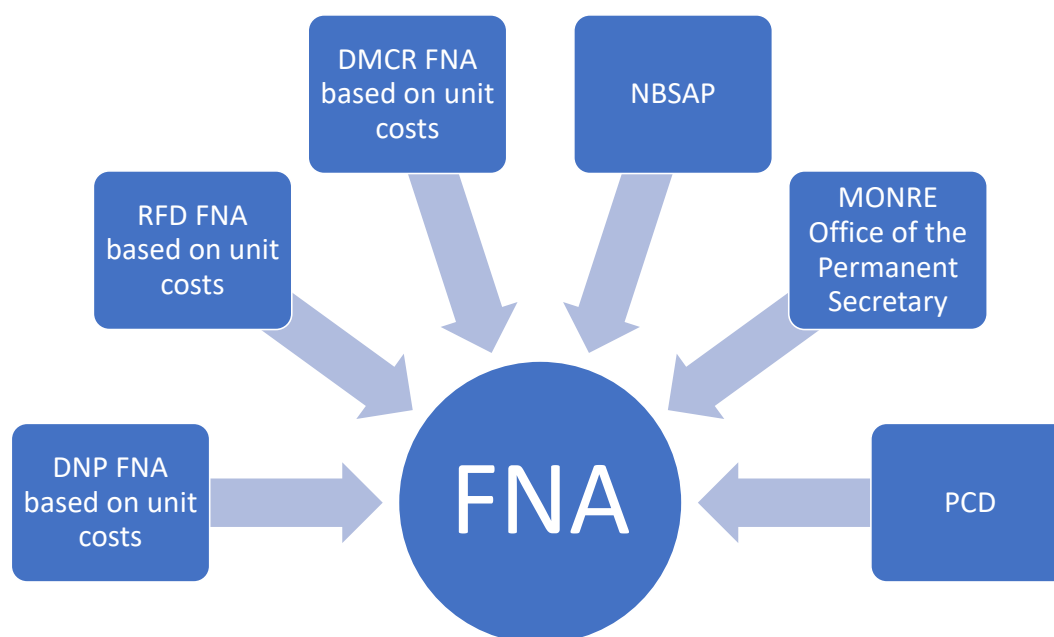 DMCR FNA
based on unit
costs
NBSAP
RFD FNA
based on unit
costs
MONRE
Office of the
Permanent
Secretary
DNP FNA
based on unit
costs
FNA
PCD